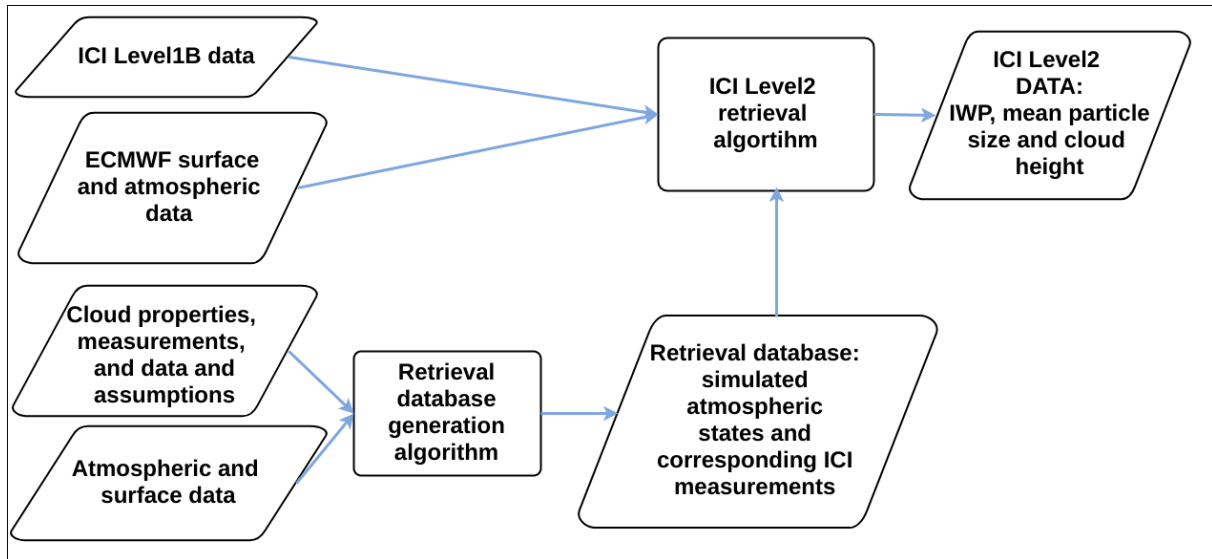 ICI Level1B data
ECMWF surface
and atmospheric
data
Cloud properties,
measurements,
and data and
assumptions
Atmospheric and
surface data
Retrieval
database
generation
algorithm
Retrieval database:
simulated
atmospheric
states and
corresponding ICI
measurements
ICI Level2
retrieval
algortihm
ICI Level2
DATA:
IWP, mean particle
size and cloud
height